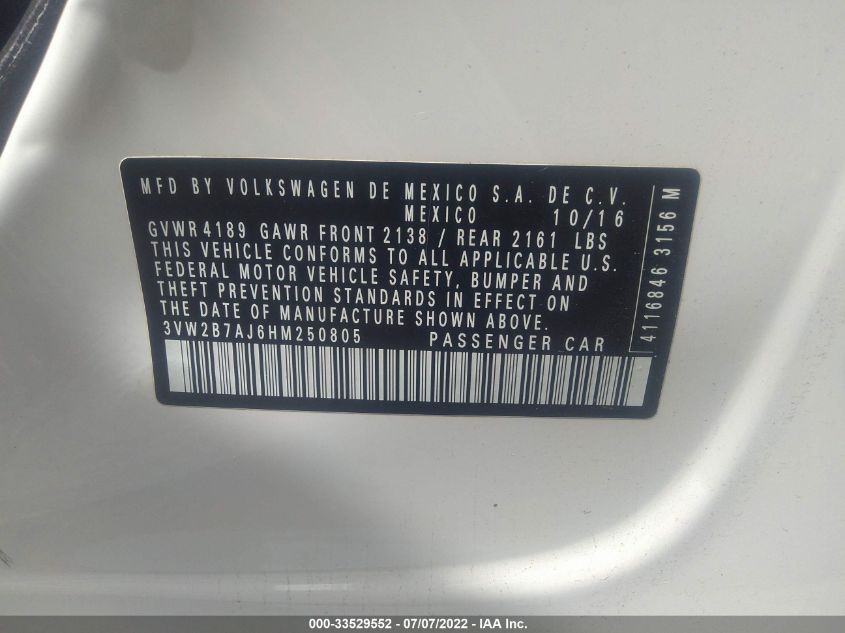 MFD BY VOLKSWAGEN DE MEXICO S.A. DE C.V.
MEXICO 10/16
GVWR 4189 GAWR FRONT 2138 / REAR 2161 LBS
THIS VEHICLE CONFORMS TO ALL APPLICABLE U.S.
FEDERAL MOTOR VEHICLE SAFETY, BUMPER AND
THEFT PREVENTION STANDARDS IN EFFECT ON
THE DATE OF MANUFACTURE SHOWN ABOVE.
3VW2B7AJ6HM250805 PASSENGER CAR
4116846 3156 M
000-33529552 - 07/07/2022 - IAA Inc.